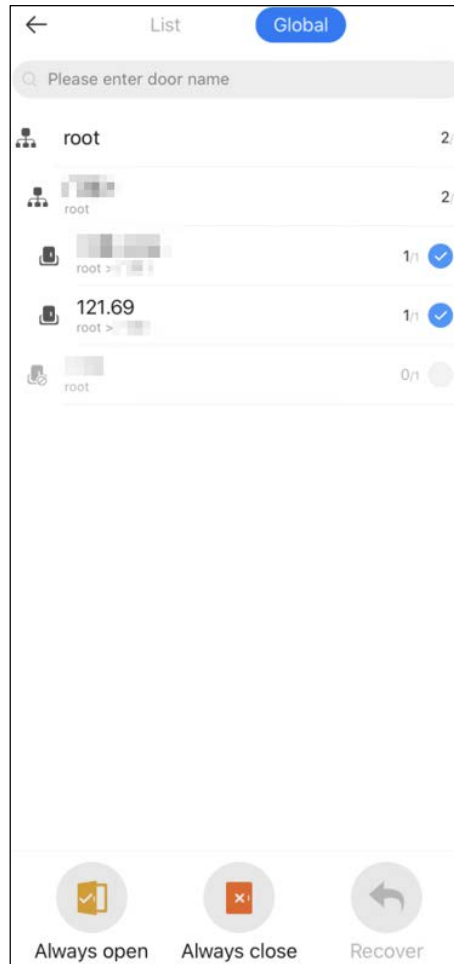 List Global
Please enter door name
root 2/
2/
root
1/1
root >
121.69 1/1
root >
0/1
root
Always open Always close Recover